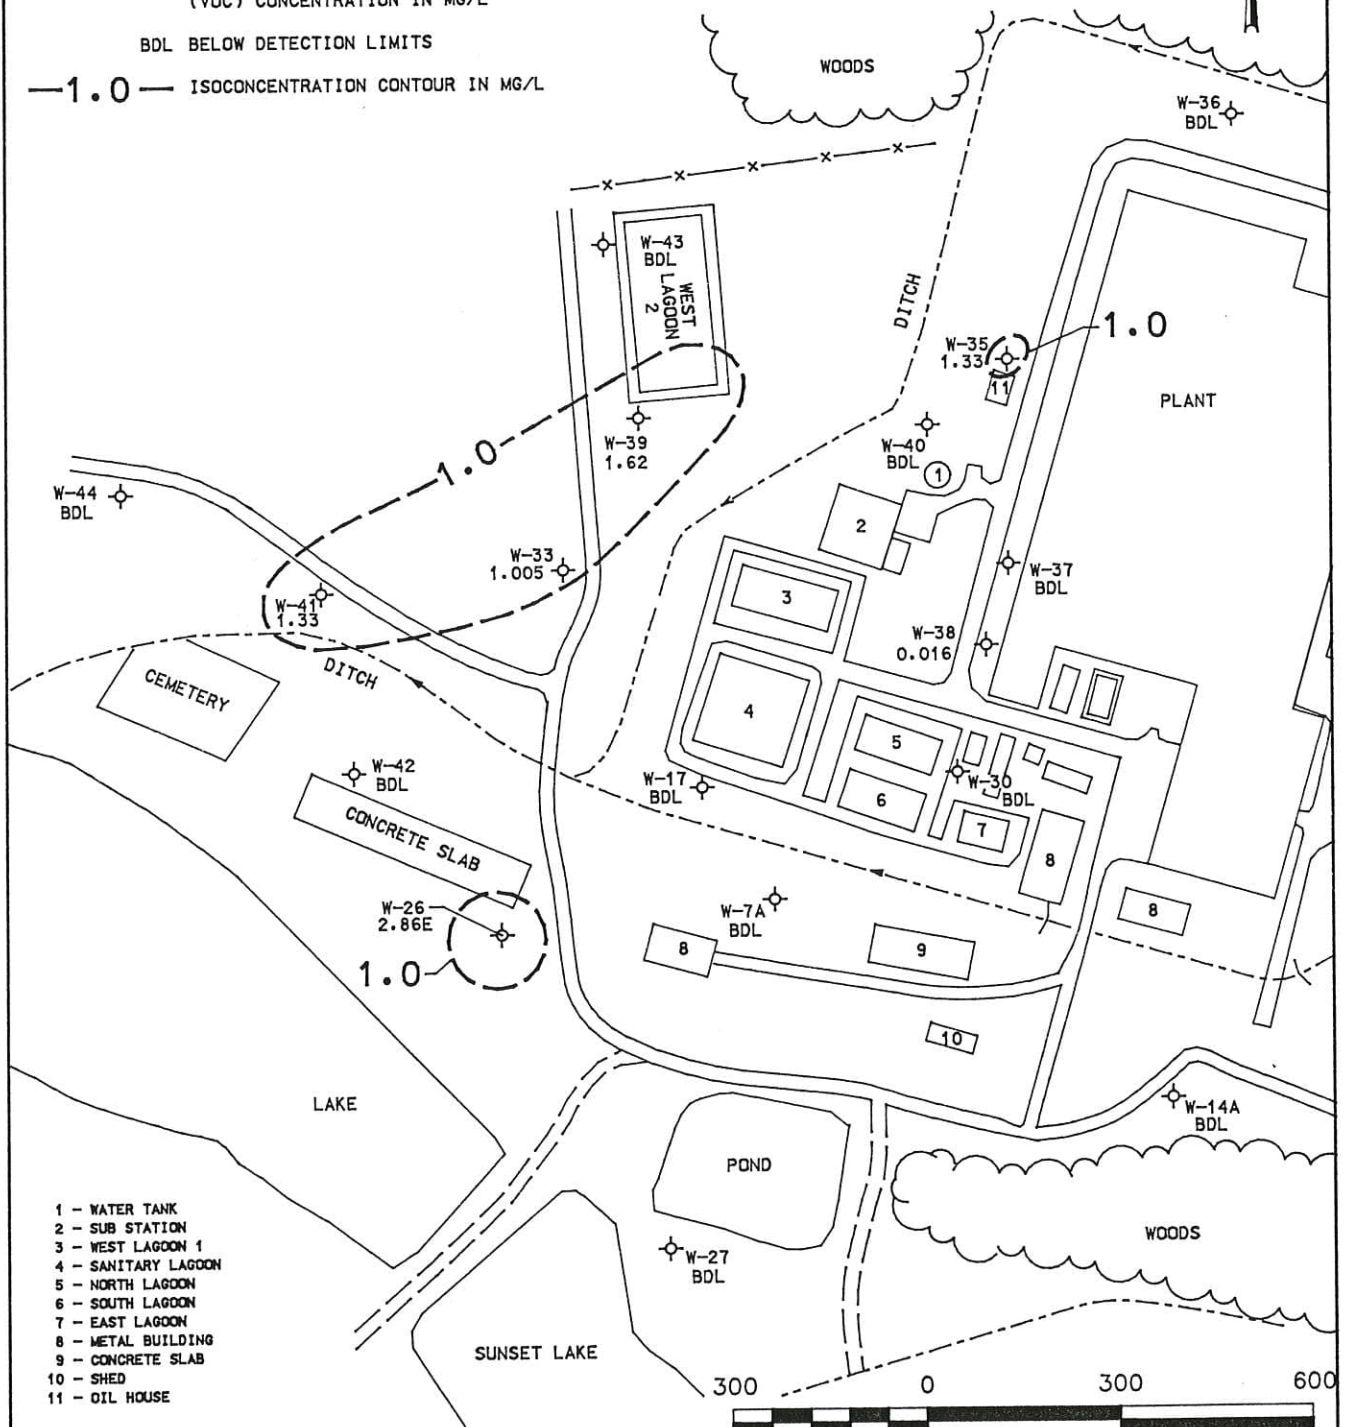 (VOC) CONCENTRATION IN MG/L
BDL BELOW DETECTION LIMITS
—1.0— ISOCONCENTRATION CONTOUR IN MG/L
WOODS
W-36
BDL
W-43
BDL
WEST
LAGOON
2
DITCH
1.0
W-35
1.33
11
PLANT
W-39
1.62
1.0
W-40
BDL
1
W-44
BDL
2
W-33
1.005
W-37
BDL
3
W-41
1.33
W-38
0.016
DITCH
CEMETERY
4
5
W-42
BDL
W-17
BDL
W-30
BDL
6
7
CONCRETE SLAB
8
W-26
2.86E
W-7A
BDL
8
8
9
1.0
10
LAKE
W-14A
BDL
POND
WOODS
W-27
BDL
1 - WATER TANK
2 - SUB STATION
3 - WEST LAGOON 1
4 - SANITARY LAGOON
5 - NORTH LAGOON
6 - SOUTH LAGOON
7 - EAST LAGOON
8 - METAL BUILDING
9 - CONCRETE SLAB
10 - SHED
11 - OIL HOUSE
SUNSET LAKE
300 0 300 600